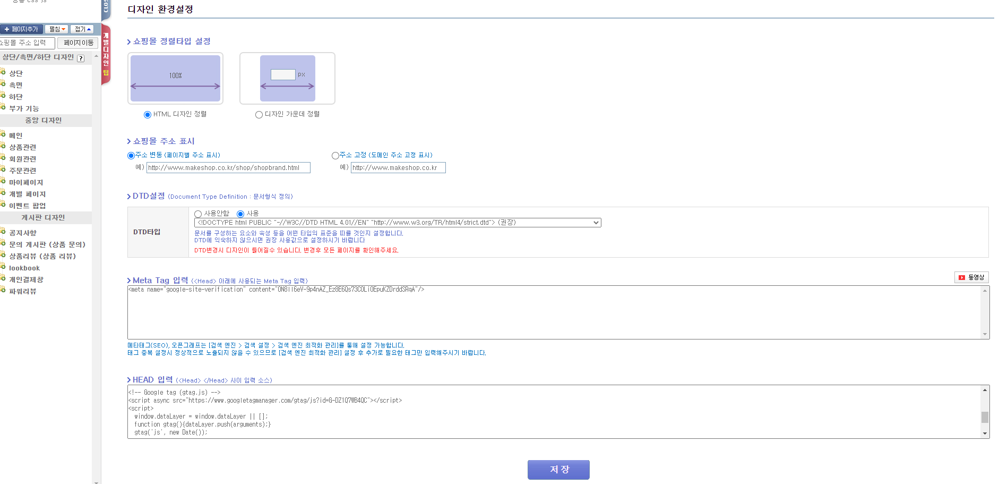 공통 css js
CLOS
+ 페이지추가
펼침
접기
쇼핑몰 주소 입력
페이지이동
상단/측면/하단 디자인 ?
상단
측면
하단
부가 기능
중앙 디자인
메인
상품관련
회원관련
주문관련
마이페이지
개별 페이지
이벤트 팝업
게시판 디자인
공지사항
문의 게시판 (상품 문의)
상품리뷰 (상품 리뷰)
lookbook
개인결제창
파워리뷰
개별디자인 팁
디자인 환경설정
쇼핑몰 정렬타입 설정
100%
px
HTML 디자인 정렬
디자인 가운데 정렬
쇼핑몰 주소 표시
주소 변동 (페이지별 주소 표시)
주소 고정 (도메인 주소 고정 표시)
예) http://www.makeshop.co.kr/shop/shopbrand.html
예) http://www.makeshop.co.kr
DTD설정 (Document Type Definition : 문서형식 정의)
DTD타입
사용안함 사용
<!DOCTYPE html PUBLIC "-//W3C//DTD HTML 4.01//EN" "http://www.w3.org/TR/html4/strict.dtd"> (권장)
문서를 구성하는 요소와 속성 등을 어떤 타입의 표준을 따를 것인지 설정합니다.
DTD에 익숙하지 않으시면 권장 사용값으로 설정하시기 바랍니다
DTD변경시 디자인이 틀어질수 있습니다. 변경후 모든 페이지를 확인해주세요.
Meta Tag 입력 (<Head> 아래에 사용되는 Meta Tag 입력)
동영상
<meta name="google-site-verification" content="
메타태그(SEO), 오픈그래프는 [검색 엔진 > 검색 설정 > 검색 엔진 최적화 관리]를 통해 설정 가능합니다.
태그 중복 설정시 정상적으로 노출되지 않을 수 있으므로 [검색 엔진 최적화 관리] 설정 후 추가로 필요한 태그만 입력해주시기 바랍니다.
HEAD 입력 (<Head> </Head> 사이 입력 소스)
<!-- Google tag (gtag.js) -->
<script async src="https://www.googletagmanager.com/gtag/js?id=G-DZ1Q7WB4QC"></script>
<script>
window.dataLayer = window.dataLayer || [];
function gtag(){dataLayer.push(arguments);}
gtag('js', new Date());
저장